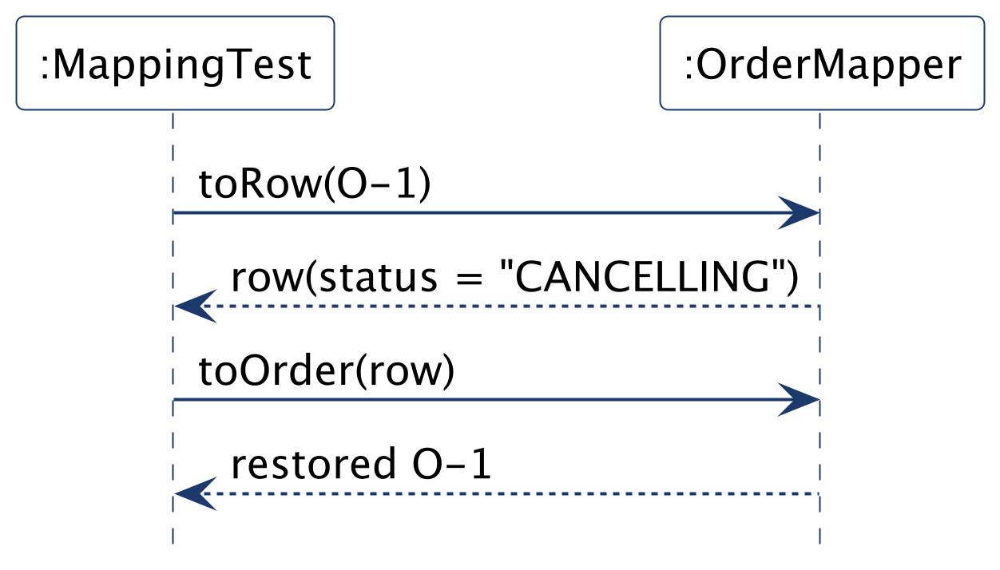 :MappingTest
:OrderMapper
toRow(O-1)
row(status = "CANCELLING")
toOrder(row)
restored O-1